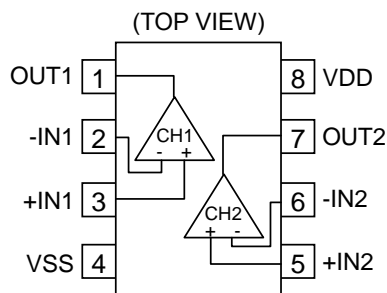 (TOP VIEW)
OUT1 1 8 VDD
CH1
- +
-IN1 2 7 OUT2
+IN1 3 6 -IN2
CH2
+ -
VSS 4 5 +IN2